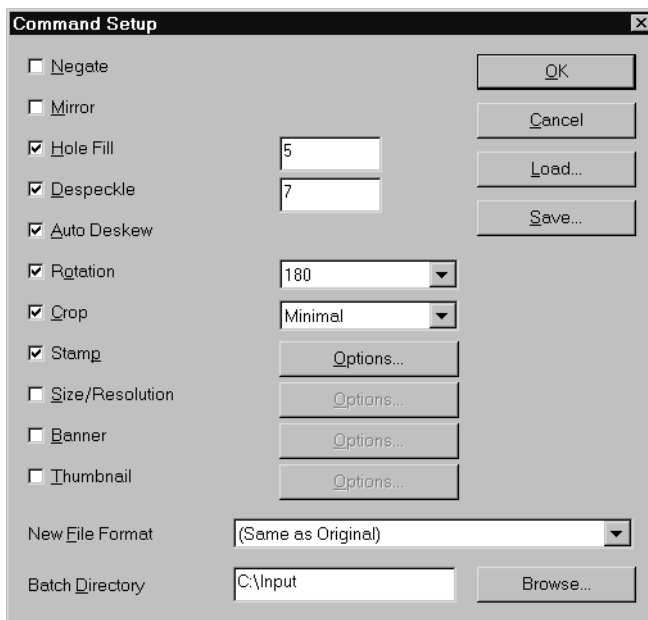 Command Setup
Negate
OK
Mirror
Cancel
Hole Fill 5
Load...
Despeckle 7
Save...
Auto Deskew
Rotation 180
Crop Minimal
Stamp Options...
Size/Resolution Options...
Banner Options...
Thumbnail Options...
New File Format (Same as Original)
Batch Directory C:\Input Browse...